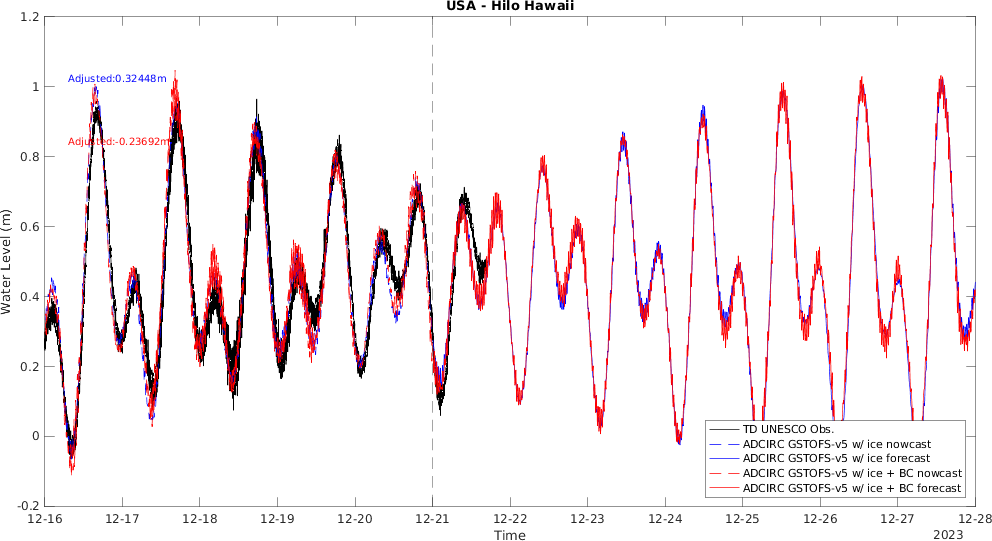 USA - Hilo Hawaii
1.2
1
0.8
0.6
0.4
0.2
0
-0.2
Water Level (m)
Adjusted:0.32448m
Adjusted:-0.23692m
TD UNESCO Obs.
ADCIRC GSTOFS-v5 w/ ice nowcast
ADCIRC GSTOFS-v5 w/ ice forecast
ADCIRC GSTOFS-v5 w/ ice + BC nowcast
ADCIRC GSTOFS-v5 w/ ice + BC forecast
12-16 12-17 12-18 12-19 12-20 12-21 12-22 12-23 12-24 12-25 12-26 12-27 12-28
Time
2023